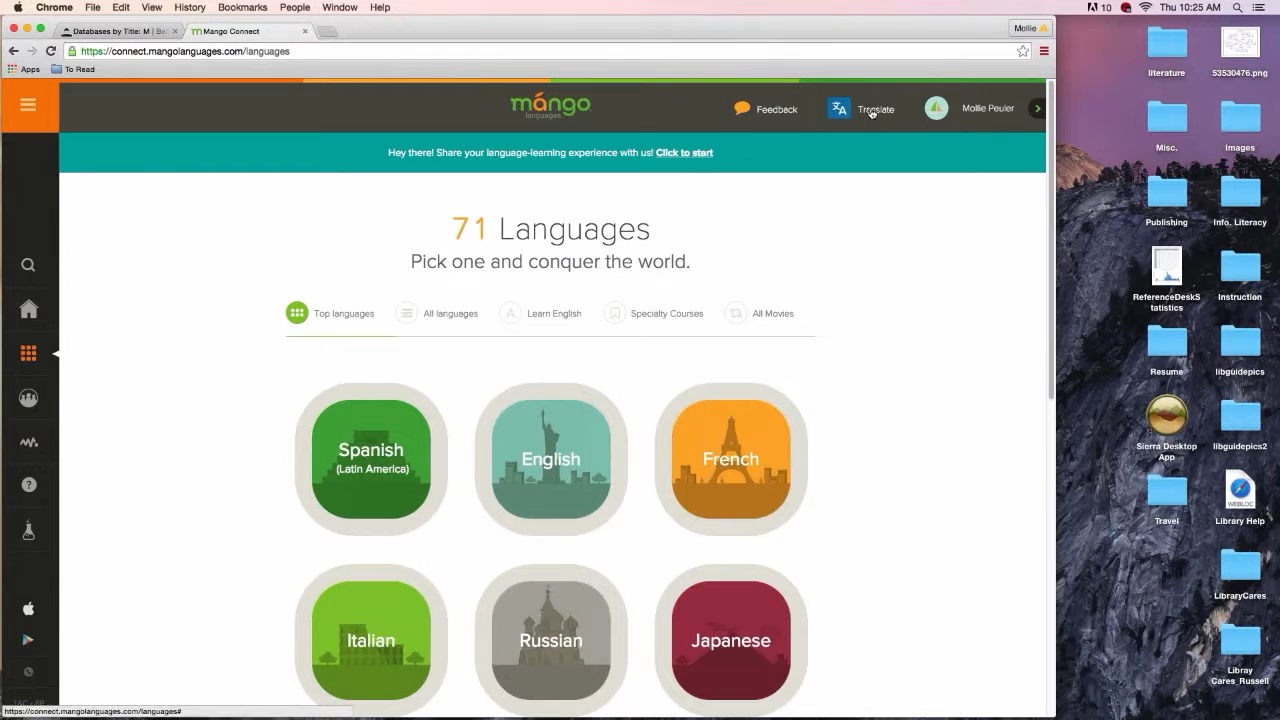 Chrome File Edit View History Bookmarks People Window Help
10 Thu 10:25 AM
Databases by Title: M | Be
Mango Connect
Mollie
https://connect.mangolanguages.com/languages
Apps To Read
mango
languages
Feedback
Translate
Mollie Peuler
Hey there! Share your language-learning experience with us! Click to start
71 Languages
Pick one and conquer the world.
Top languages
All languages
Learn English
Specialty Courses
All Movies
Spanish
(Latin America)
English
French
Italian
Russian
Japanese
https://connect.mangolanguages.com/languages#
literature
53530476.png
Misc.
Images
Publishing
Info. Literacy
ReferenceDeskS
tatistics
Instruction
Resume
libguidepics
Sierra Desktop
App
libguidepics2
WEBLOC
Travel
Library Help
LibraryCares
Libray
Cares_Russell